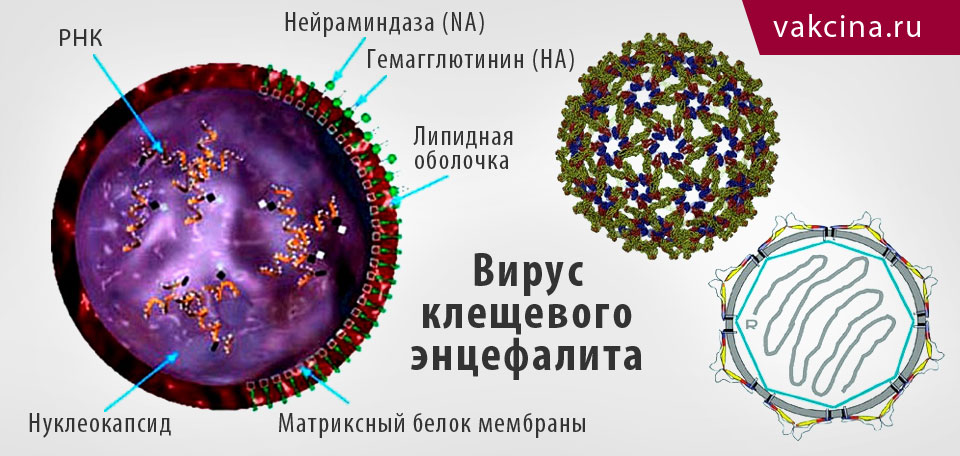 vakcina.ru
РНК
Нейраминдаза (NA)
Гемагглютинин (HA)
Липидная
оболочка
Вирус
клещевого
энцефалита
R
Нуклеокапсид
Матриксный белок мембраны